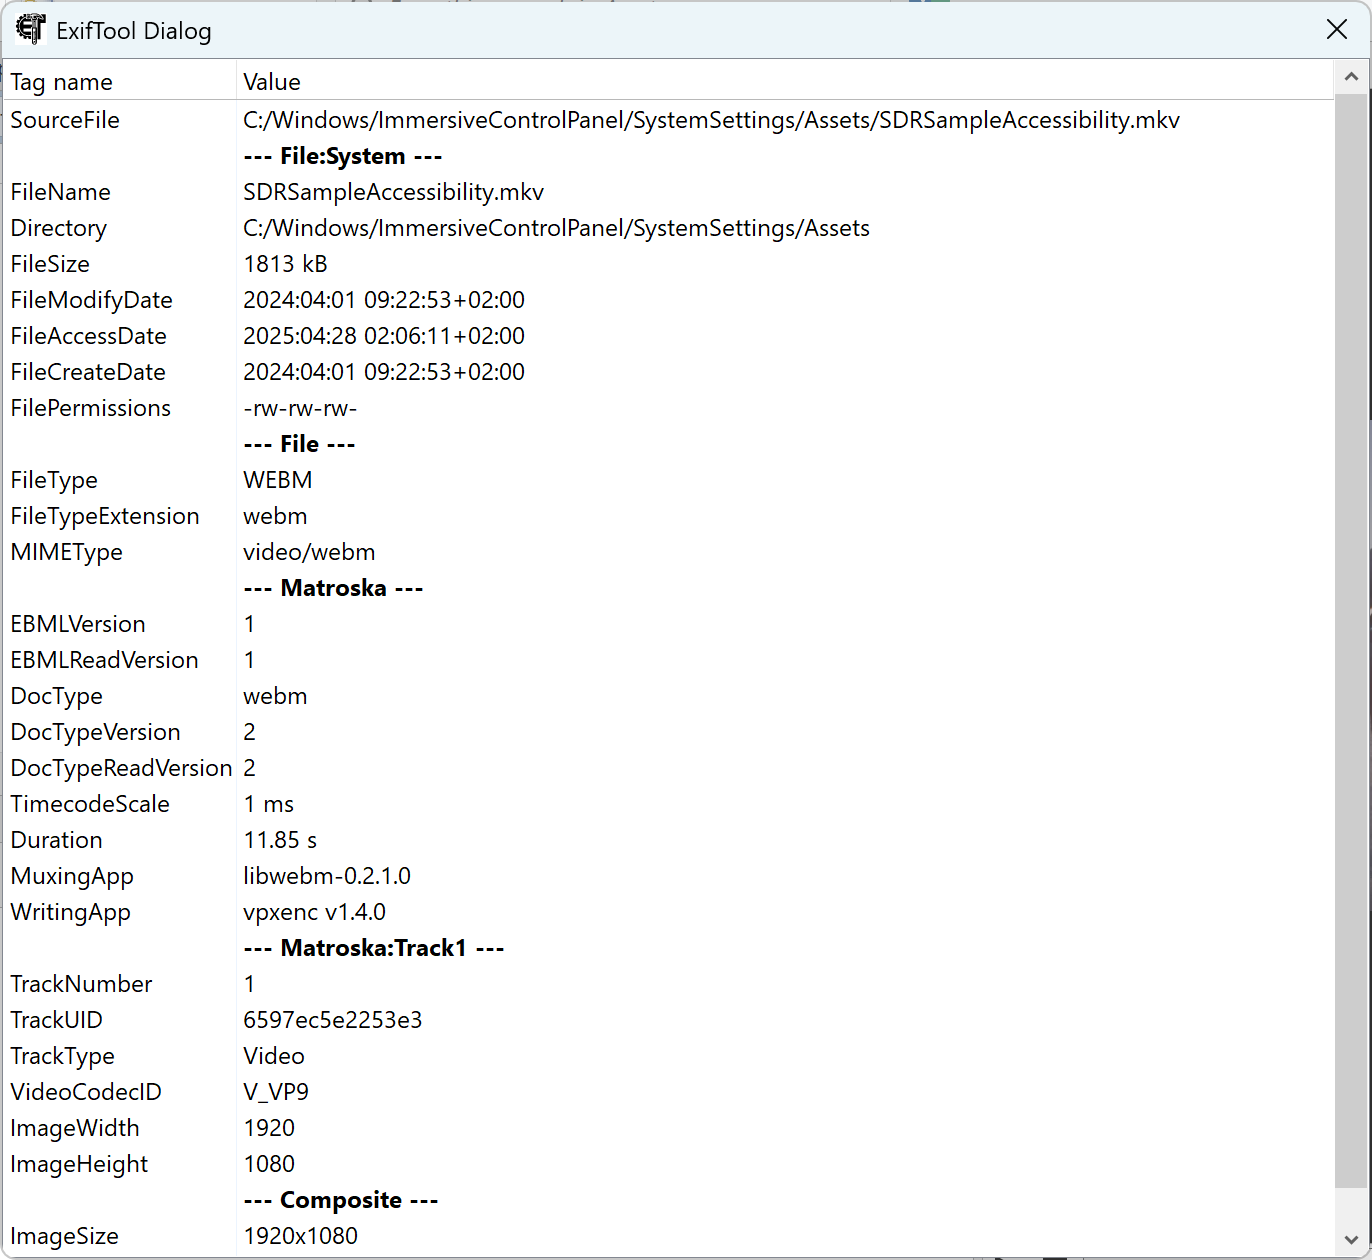 ExifTool Dialog
Tag name Value
SourceFile C:/Windows/ImmersiveControlPanel/SystemSettings/Assets/SDRSampleAccessibility.mkv
--- File:System ---
FileName SDRSampleAccessibility.mkv
Directory C:/Windows/ImmersiveControlPanel/SystemSettings/Assets
FileSize 1813 kB
FileModifyDate 2024:04:01 09:22:53+02:00
FileAccessDate 2025:04:28 02:06:11+02:00
FileCreateDate 2024:04:01 09:22:53+02:00
FilePermissions -rw-rw-rw-
--- File ---
FileType WEBM
FileTypeExtension webm
MIMEType video/webm
--- Matroska ---
EBMLVersion 1
EBMLReadVersion 1
DocType webm
DocTypeVersion 2
DocTypeReadVersion 2
TimecodeScale 1 ms
Duration 11.85 s
MuxingApp libwebm-0.2.1.0
WritingApp vpxenc v1.4.0
--- Matroska:Track1 ---
TrackNumber 1
TrackUID 6597ec5e2253e3
TrackType Video
VideoCodecID V_VP9
ImageWidth 1920
ImageHeight 1080
--- Composite ---
ImageSize 1920x1080